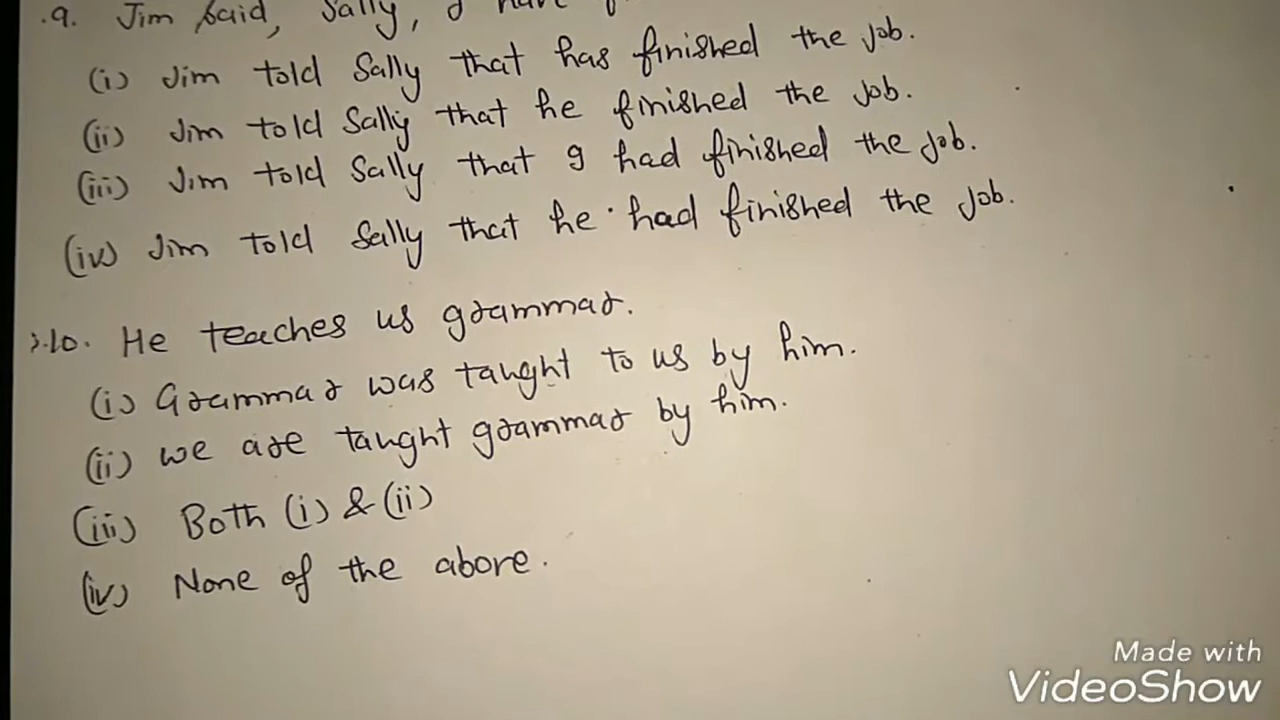 .9. Jim said, Sally, I have
(i) Jim told Sally that has finished the job.
(ii) Jim told Sally that he finished the job.
(iii) Jim told Sally that I had finished the job.
(iv) Jim told Sally that he had finished the job.
10. He teaches us grammar.
(i) Grammar was taught to us by him.
(ii) we are taught grammar by him.
(iii) Both (i) & (ii)
(iv) None of the above.
Made with
VideoShow